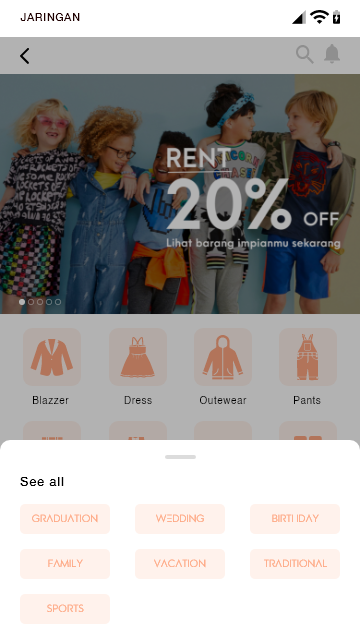 JARINGAN
RENT
20% OFF
Lihat barang impianmu sekarang
Blazzer
Dress
Outewear
Pants
See all
GRADUATION
WEDDING
BIRTHDAY
FAMILY
VACATION
TRADITIONAL
SPORTS